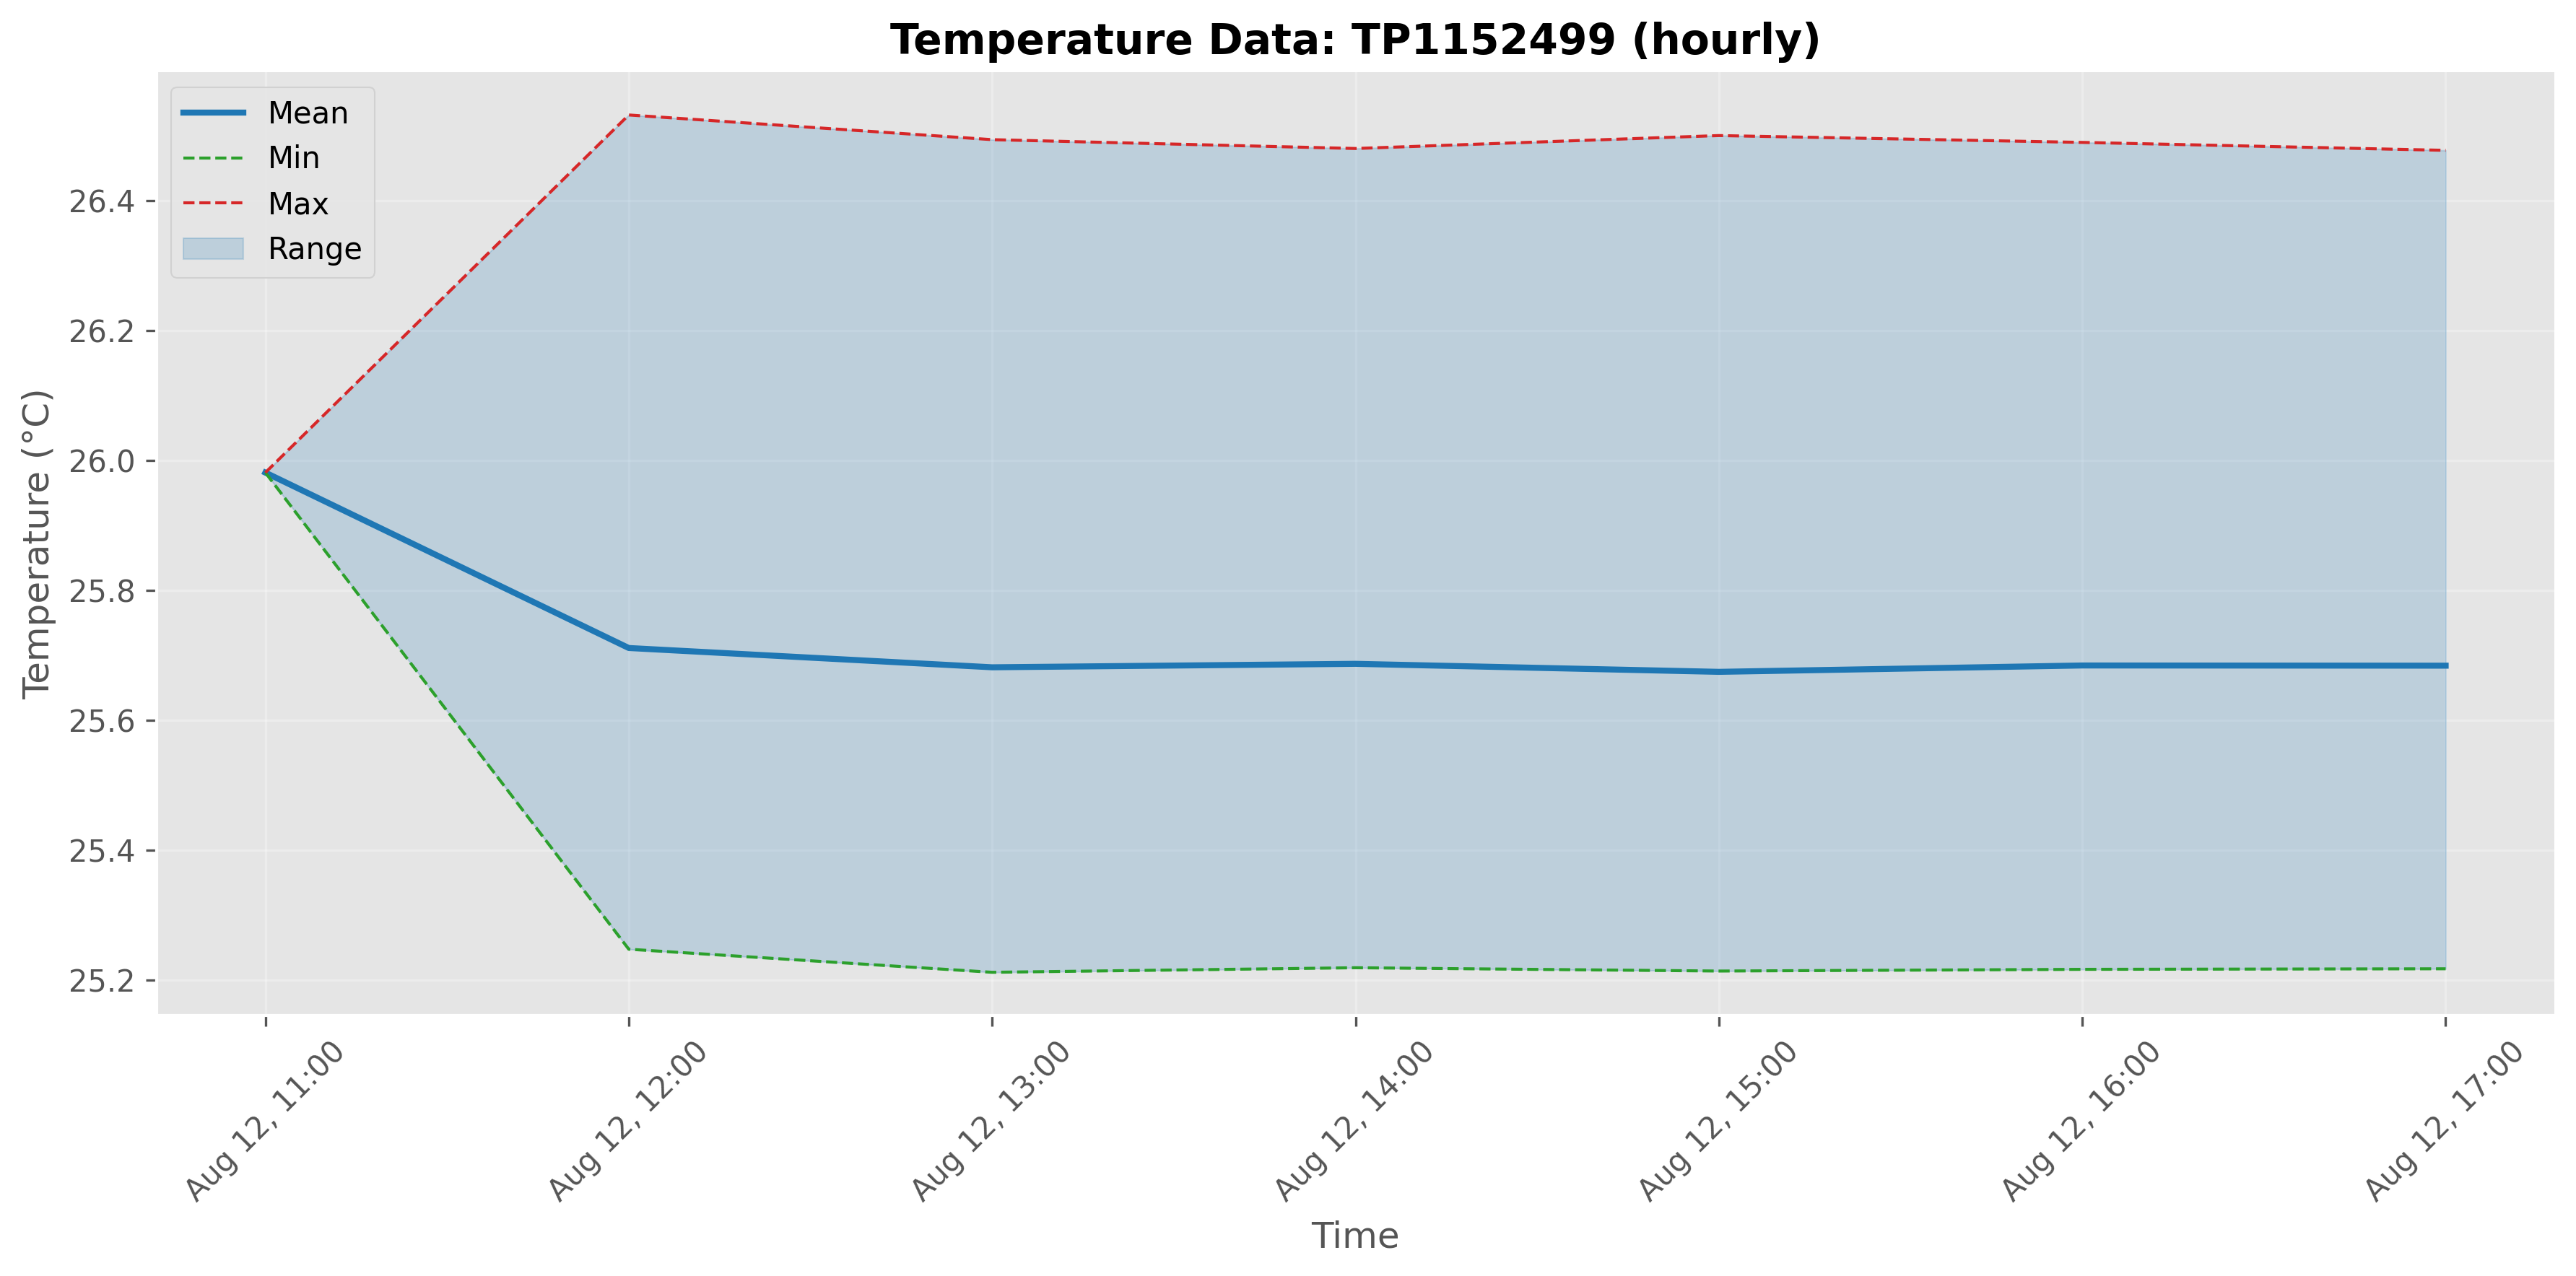 Temperature Data: TP1152499 (hourly)
Mean
Min
Max
Range
Temperature (°C)
26.4
26.2
26.0
25.8
25.6
25.4
25.2
Aug 12, 11:00
Aug 12, 12:00
Aug 12, 13:00
Aug 12, 14:00
Aug 12, 15:00
Aug 12, 16:00
Aug 12, 17:00
Time